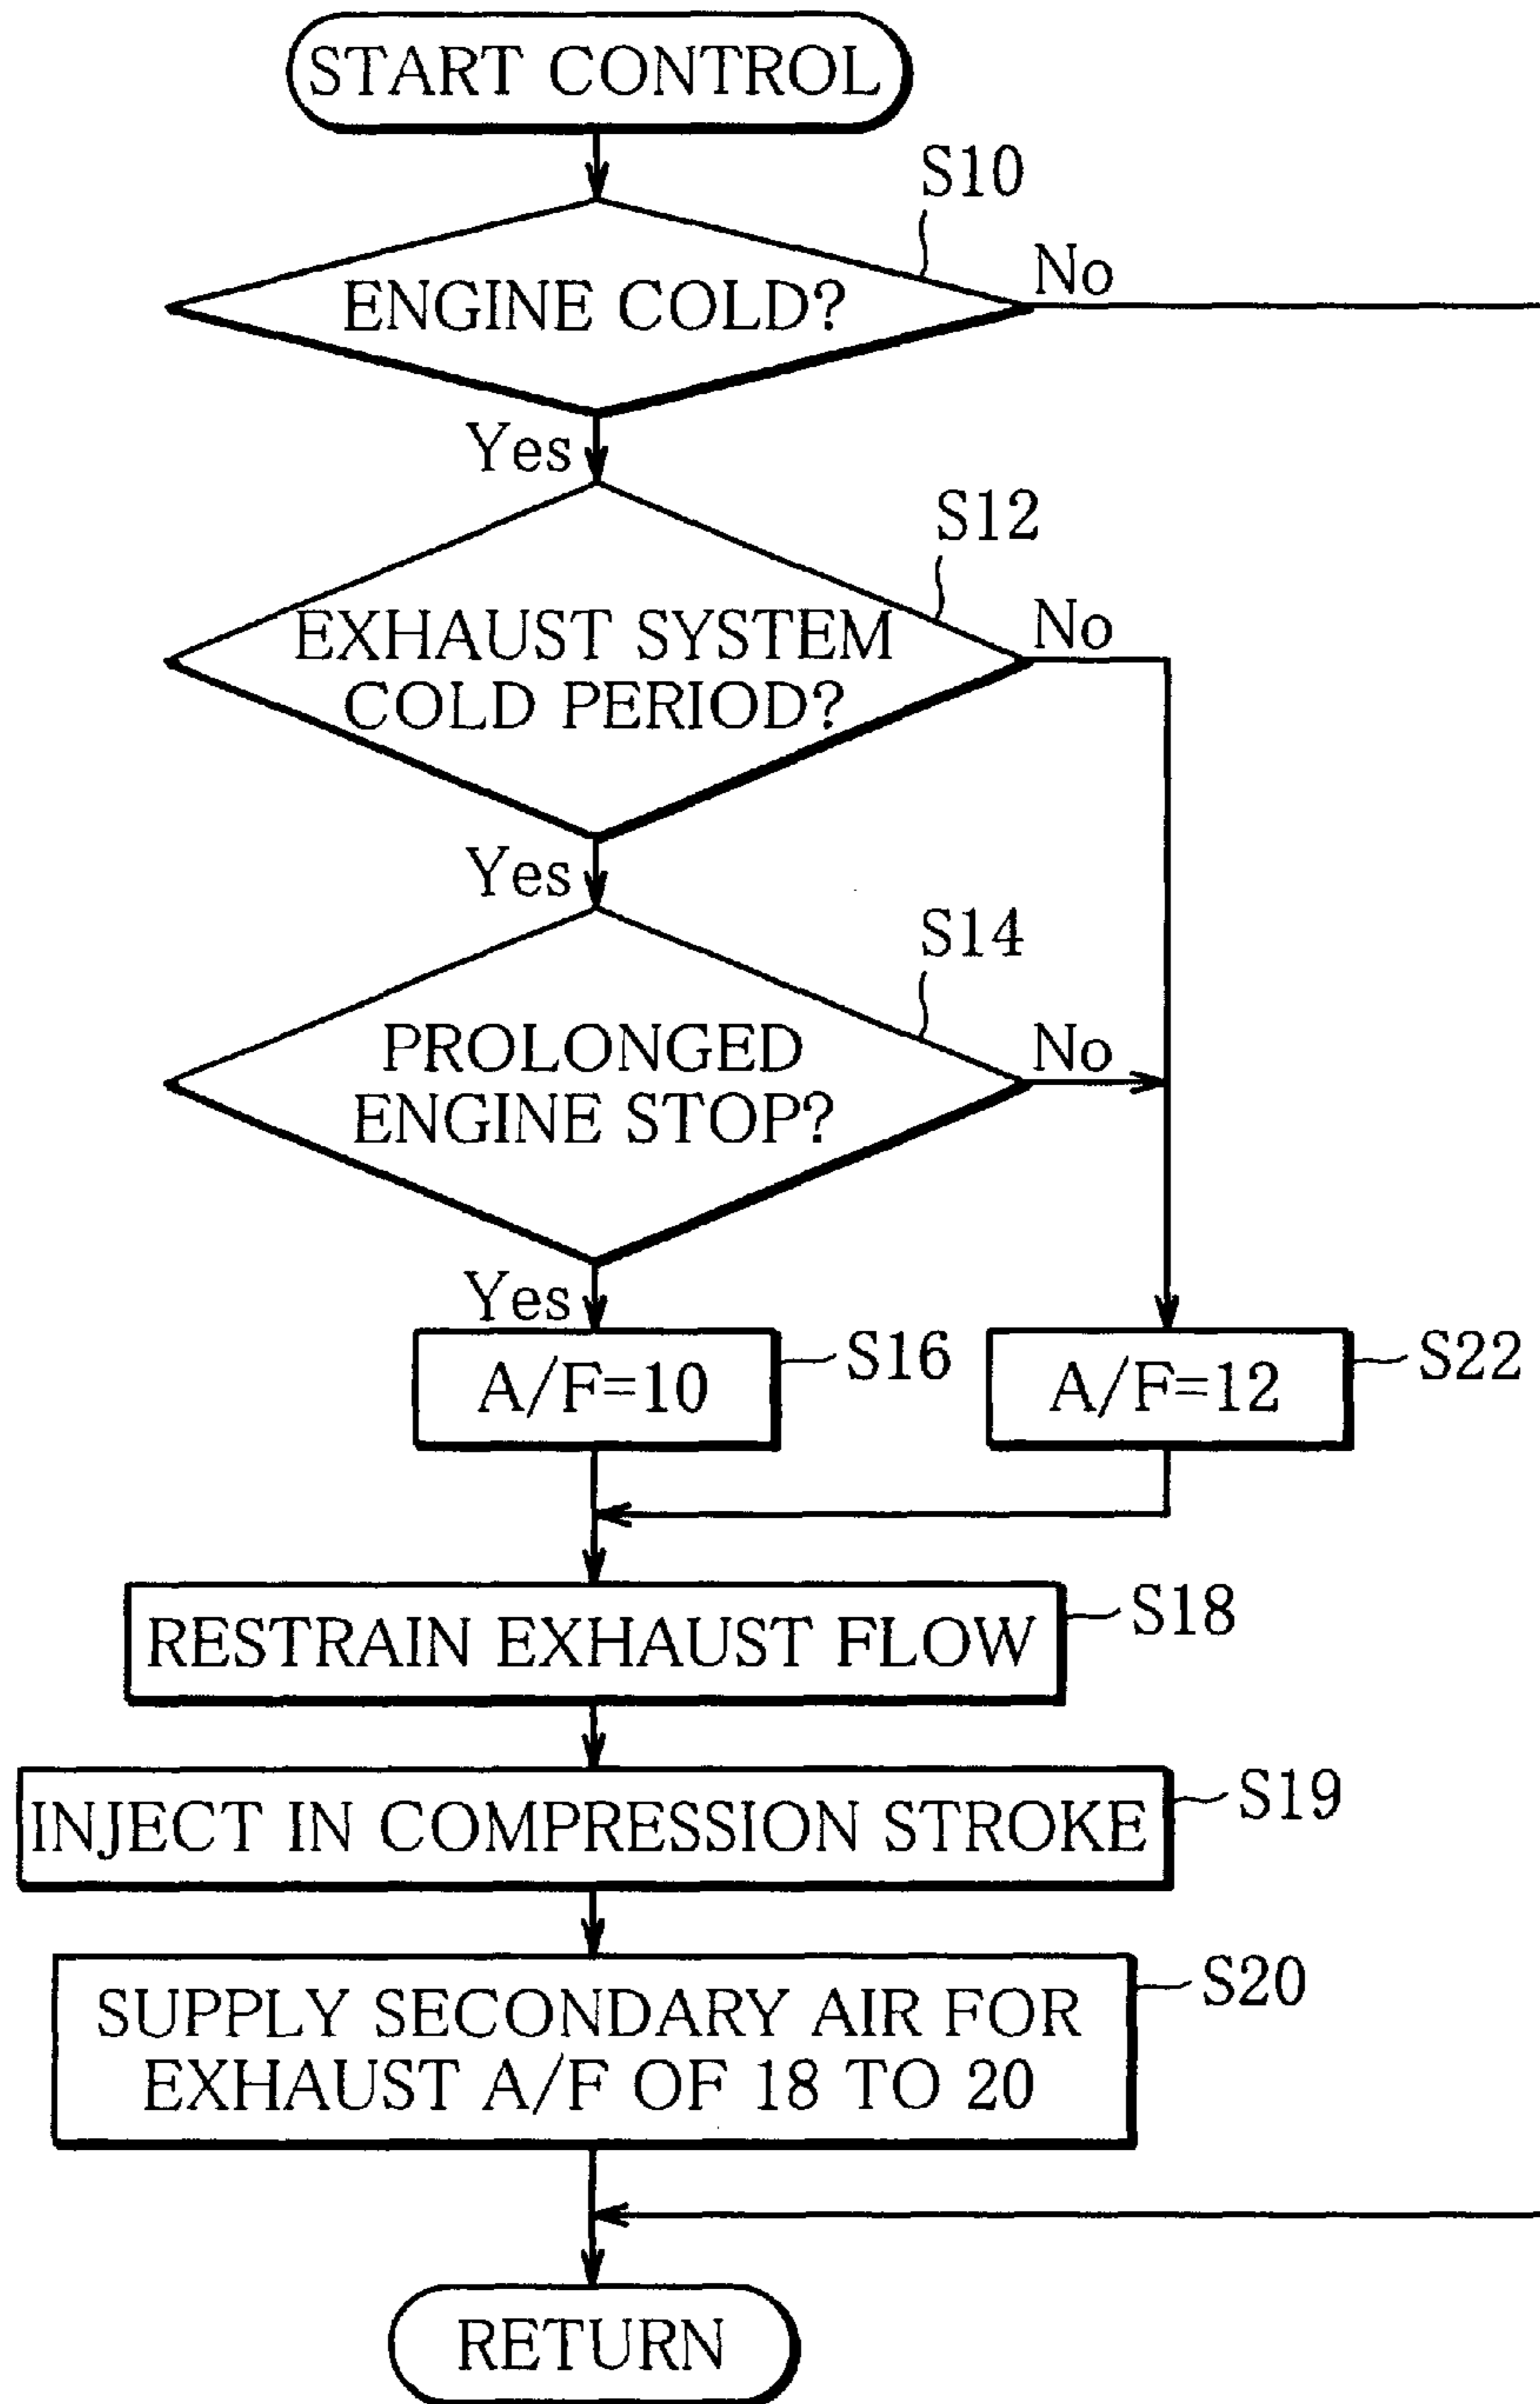 START CONTROL
S10
ENGINE COLD?
No
Yes
S12
EXHAUST SYSTEM
COLD PERIOD?
No
Yes
S14
PROLONGED
ENGINE STOP?
No
Yes
A/F=10
S16
A/F=12
S22
RESTRAIN EXHAUST FLOW
S18
INJECT IN COMPRESSION STROKE
S19
SUPPLY SECONDARY AIR FOR
EXHAUST A/F OF 18 TO 20
S20
RETURN